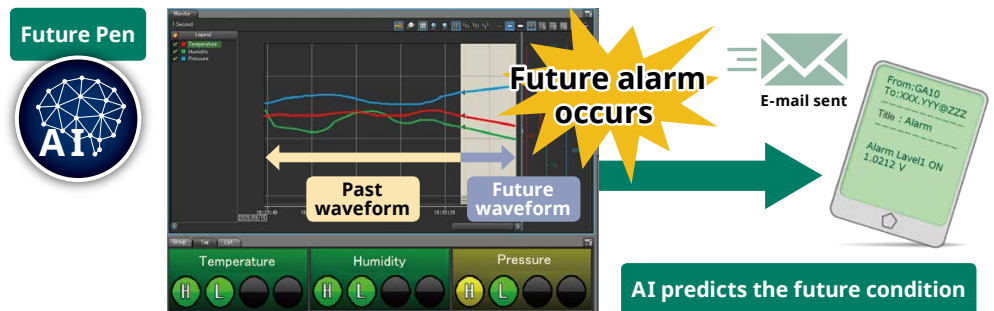 Future Pen
AI
Monitor
1 Second
Legend
Temperature
Humidity
Pressure
Future alarm
occurs
E-mail sent
From:GA10
To:XXX.YYY@ZZZ
Title : Alarm
Alarm Lavel1 ON
1.0212 V
Past
waveform
Future
waveform
Group Tag List
Temperature
H L
Humidity
H L
Pressure
H L
AI predicts the future condition